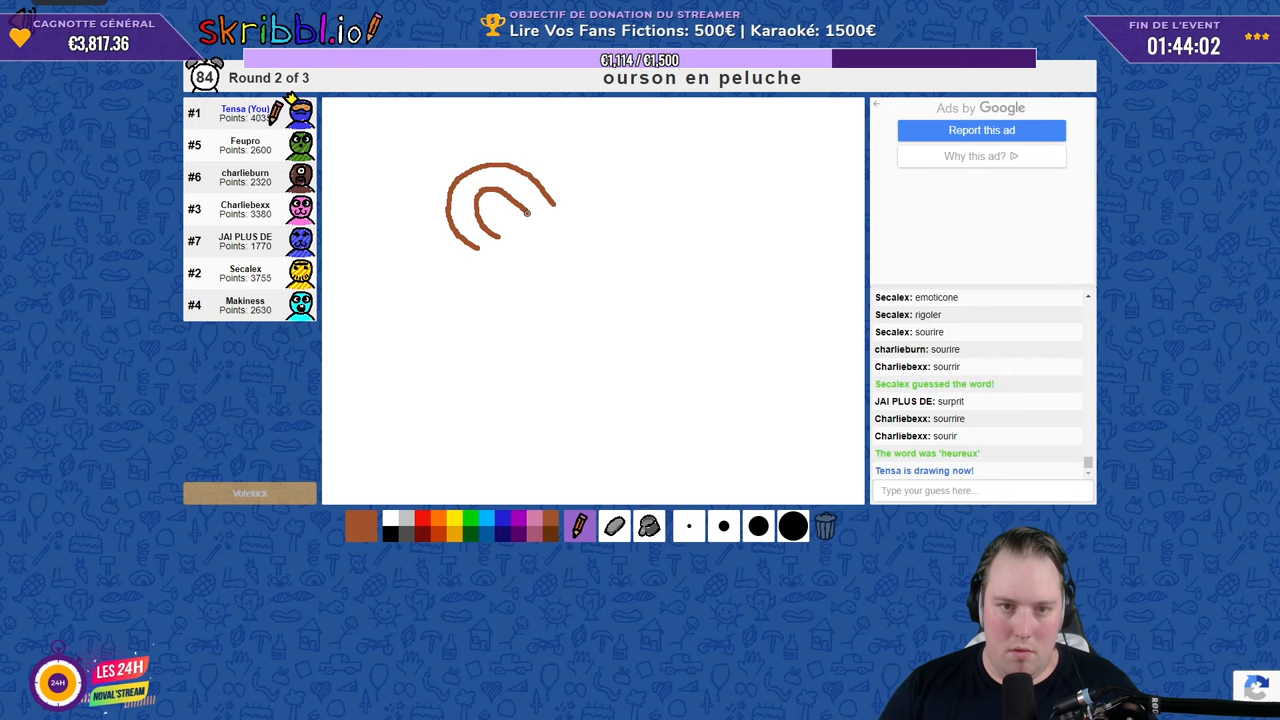 CAGNOTTE GÉNÉRAL
€3,817.36
skribbl.io
OBJECTIF DE DONATION DU STREAMER
Lire Vos Fans Fictions: 500€ | Karaoké: 1500€
€1,114 / €1,500
FIN DE L'EVENT
01:44:02
84
Round 2 of 3
ourson en peluche
#1
Tensa (You)
Points: 4035
#5
Feupro
Points: 2600
#6
charlieburn
Points: 2320
#3
Charliebexx
Points: 3380
#7
JAI PLUS DE
Points: 1770
#2
Secalex
Points: 3755
#4
Makiness
Points: 2630
Votekick
Ads by Google
Report this ad
Why this ad?
Secalex: emoticone
Secalex: rigoler
Secalex: sourire
charlieburn: sourire
Charliebexx: sourrir
Secalex guessed the word!
JAI PLUS DE: surprit
Charliebexx: sourrire
Charliebexx: sourir
The word was 'heureux'
Tensa is drawing now!
Type your guess here...
24H
LES 24H
NOVAL'STREAM